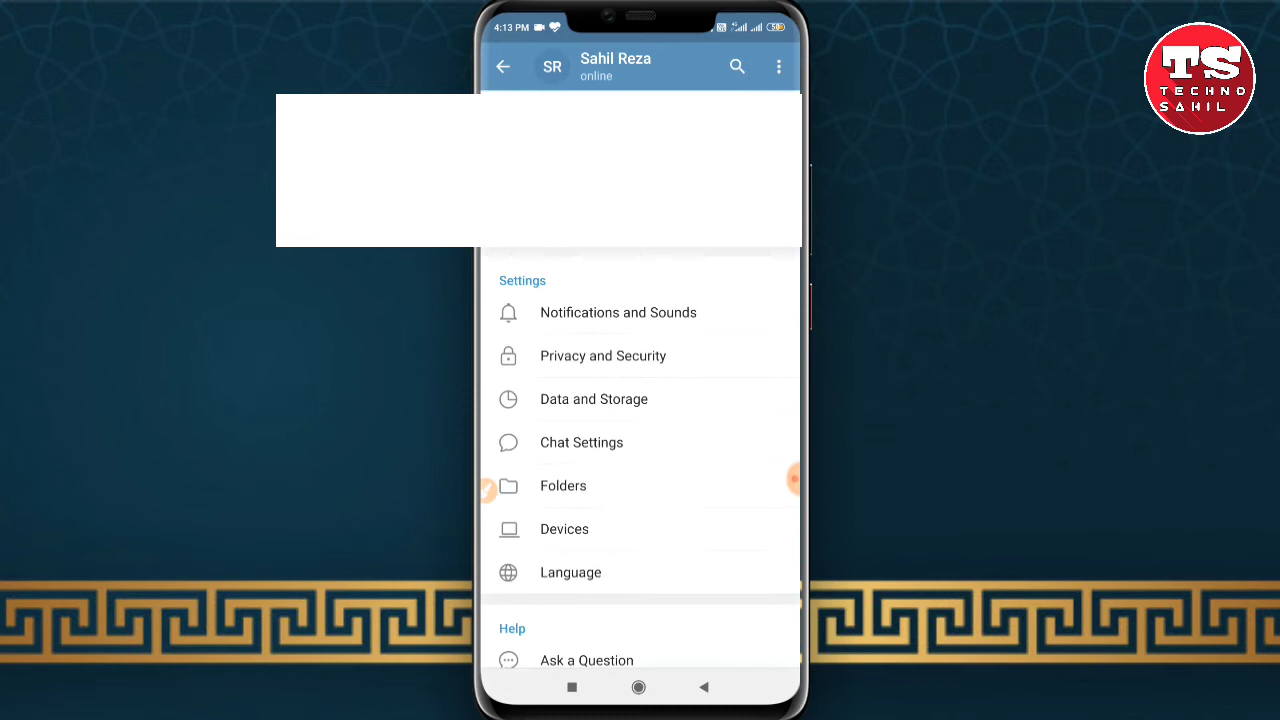 4:13 PM
50
SR
Sahil Reza
online
TS
TECHNO
SAHIL
Settings
Notifications and Sounds
Privacy and Security
Data and Storage
Chat Settings
Folders
Devices
Language
Help
Ask a Question